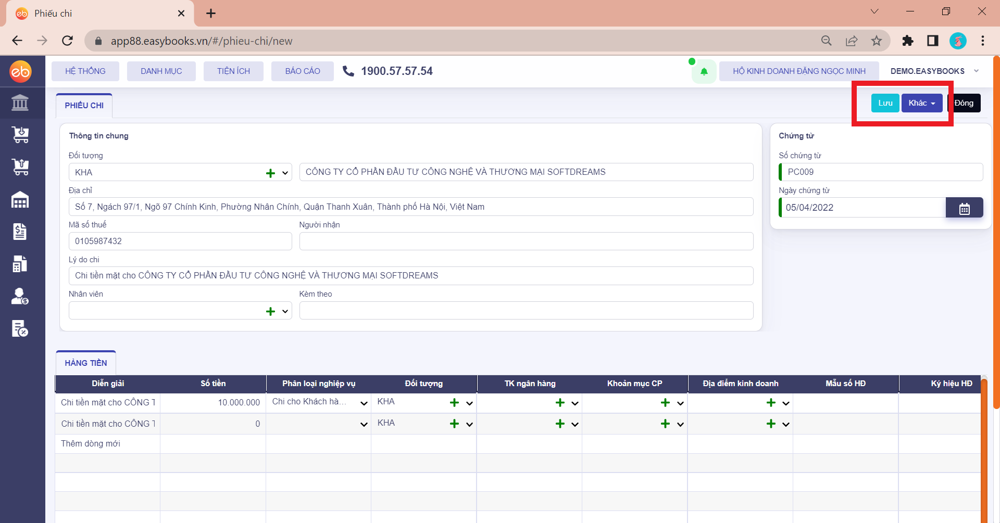 Phiếu chi
app88.easybooks.vn/#/phieu-chi/new
eb
HỆ THỐNG
DANH MỤC
TIỆN ÍCH
BÁO CÁO
1900.57.57.54
HỘ KINH DOANH ĐẶNG NGỌC MINH
DEMO.EASYBOOKS
PHIẾU CHI
Lưu
Khác
Đóng
Thông tin chung
Đối tượng
KHA
CÔNG TY CỔ PHẦN ĐẦU TƯ CÔNG NGHỆ VÀ THƯƠNG MẠI SOFTDREAMS
Địa chỉ
Số 7, Ngách 97/1, Ngõ 97 Chính Kinh, Phường Nhân Chính, Quận Thanh Xuân, Thành phố Hà Nội, Việt Nam
Mã số thuế
Người nhận
0105987432
Lý do chi
Chi tiền mặt cho CÔNG TY CỔ PHẦN ĐẦU TƯ CÔNG NGHỆ VÀ THƯƠNG MẠI SOFTDREAMS
Nhân viên
Kèm theo
Chứng từ
Số chứng từ
PC009
Ngày chứng từ
05/04/2022
HÀNG TIỀN
Diễn giải Số tiền Phân loại nghiệp vụ Đối tượng TK ngân hàng Khoản mục CP Địa điểm kinh doanh Mẫu số HĐ Ký hiệu HĐ
Chi tiền mặt cho CÔNG T 10.000.000 Chi cho Khách hà... KHA
Chi tiền mặt cho CÔNG T 0 KHA
Thêm dòng mới